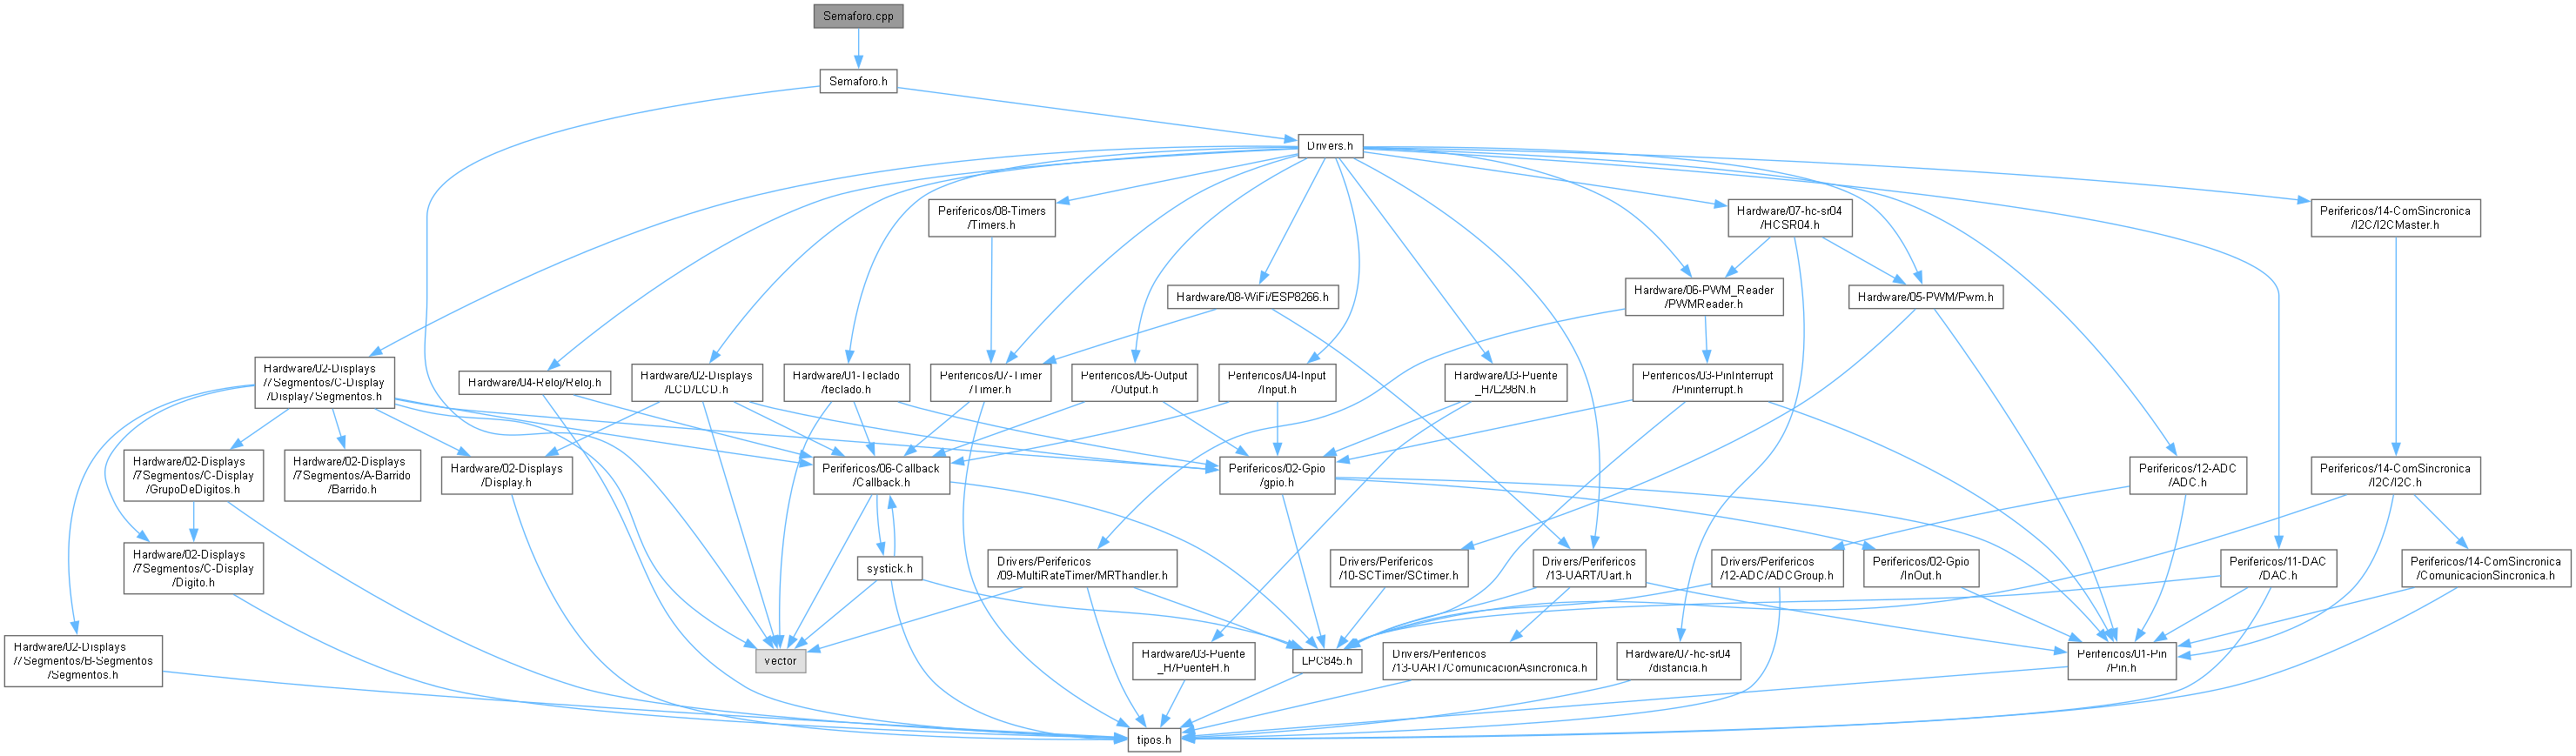 Semaforo.cpp
Semaforo.h
Drivers.h
Perifericos/08-Timers
/Timers.h
Hardware/07-hc-sr04
/HCSR04.h
Perifericos/14-ComSincronica
/I2C/I2CMaster.h
Hardware/08-WiFi/ESP8266.h
Hardware/06-PWM_Reader
/PWMReader.h
Hardware/05-PWM/Pwm.h
Hardware/02-Displays
/7Segmentos/C-Display
/Display7Segmentos.h
Hardware/04-Reloj/Reloj.h
Hardware/02-Displays
/LCD/LCD.h
Hardware/01-Teclado
/teclado.h
Perifericos/07-Timer
/Timer.h
Perifericos/05-Output
/Output.h
Perifericos/04-Input
/Input.h
Hardware/03-Puente
_H/L298N.h
Perifericos/03-PinInterrupt
/Pininterrupt.h
Hardware/02-Displays
/7Segmentos/C-Display
/GrupoDeDigitos.h
Hardware/02-Displays
/7Segmentos/A-Barrido
/Barrido.h
Hardware/02-Displays
/Display.h
Perifericos/06-Callback
/Callback.h
Perifericos/02-Gpio
/gpio.h
Perifericos/12-ADC
/ADC.h
Perifericos/14-ComSincronica
/I2C/I2C.h
Hardware/02-Displays
/7Segmentos/C-Display
/Digito.h
systick.h
Drivers/Perifericos
/09-MultiRateTimer/MRThandler.h
Drivers/Perifericos
/10-SCTimer/SCtimer.h
Drivers/Perifericos
/13-UART/Uart.h
Drivers/Perifericos
/12-ADC/ADCGroup.h
Perifericos/02-Gpio
/InOut.h
Perifericos/11-DAC
/DAC.h
Perifericos/14-ComSincronica
/ComunicacionSincronica.h
Hardware/02-Displays
/7Segmentos/B-Segmentos
/Segmentos.h
vector
Hardware/03-Puente
_H/PuenteH.h
LPC845.h
Drivers/Perifericos
/13-UART/ComunicacionAsincronica.h
Hardware/07-hc-sr04
/distancia.h
Perifericos/01-Pin
/Pin.h
tipos.h